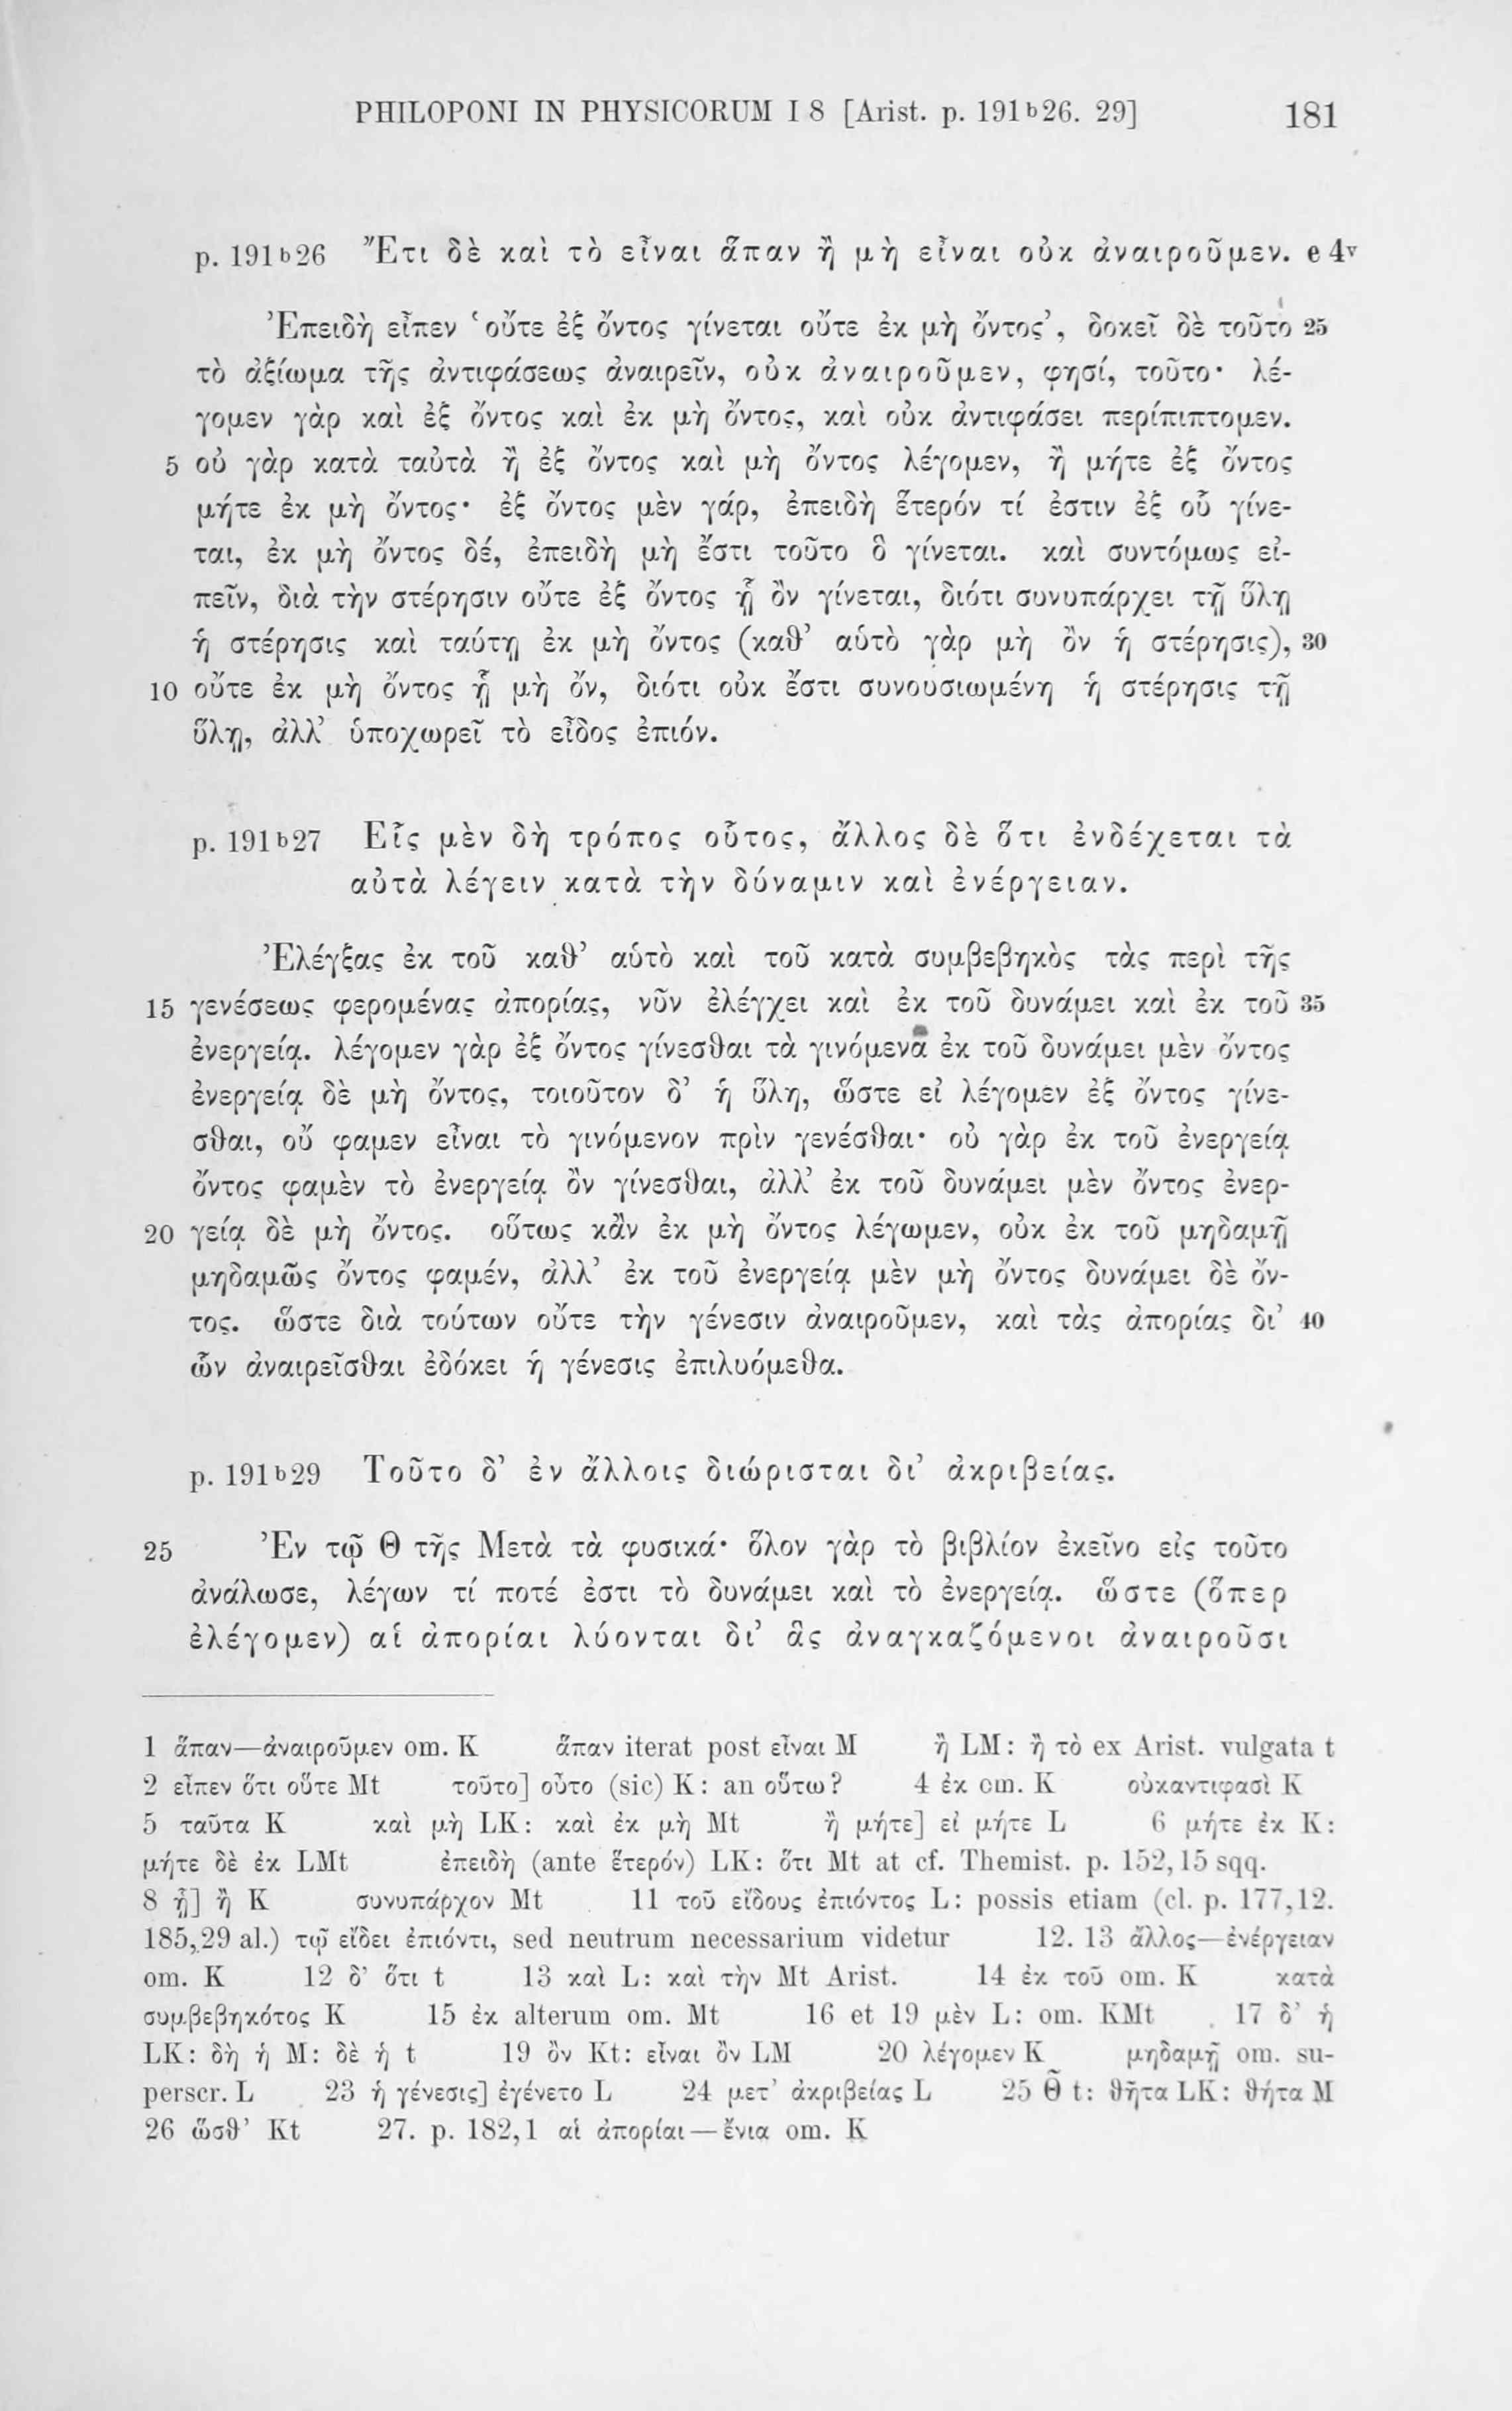 PHILOPONI IN PHYSICORUM I 8 [Arist. p. 191b26. 29] 181
p. 191b26 Ἔτι δὲ καὶ τὸ εἶναι ἅπαν ἢ μὴ εἶναι οὐκ ἀναιροῦμεν. e 4v
Ἐπειδὴ εἶπεν ‘οὔτε ἐξ ὄντος γίνεται οὔτε ἐκ μὴ ὄντος’, δοκεῖ δὲ τοῦτο 25
τὸ ἀξίωμα τῆς ἀντιφάσεως ἀναιρεῖν, οὐκ ἀναιροῦμεν, φησί, τοῦτο· λέ-
γομεν γὰρ καὶ ἐξ ὄντος καὶ ἐκ μὴ ὄντος, καὶ οὐκ ἀντιφάσει περίπιπτομεν.
5 οὐ γὰρ κατὰ ταὐτὰ ἢ ἐξ ὄντος καὶ μὴ ὄντος λέγομεν, ἢ μήτε ἐξ ὄντος
μήτε ἐκ μὴ ὄντος· ἐξ ὄντος μὲν γάρ, ἐπειδὴ ἕτερόν τί ἐστιν ἐξ οὗ γίνε-
ται, ἐκ μὴ ὄντος δέ, ἐπειδὴ μὴ ἔστι τοῦτο ὃ γίνεται. καὶ συντόμως εἰ-
πεῖν, διὰ τὴν στέρησιν οὔτε ἐξ ὄντος ᾗ ὂν γίνεται, διότι συνυπάρχει τῇ ὕλῃ
ἡ στέρησις καὶ ταύτῃ ἐκ μὴ ὄντος (καθ’ αὑτὸ γὰρ μὴ ὂν ἡ στέρησις), 30
10 οὔτε ἐκ μὴ ὄντος ᾗ μὴ ὄν, διότι οὐκ ἔστι συνουσιωμένη ἡ στέρησις τῇ
ὕλῃ, ἀλλ’ ὑποχωρεῖ τὸ εἶδος ἐπιόν.
p. 191b27 Εἷς μὲν δὴ τρόπος οὗτος, ἄλλος δὲ ὅτι ἐνδέχεται τὰ
αὐτὰ λέγειν κατὰ τὴν δύναμιν καὶ ἐνέργειαν.
Ἐλέγξας ἐκ τοῦ καθ’ αὑτὸ καὶ τοῦ κατὰ συμβεβηκὸς τὰς περὶ τῆς
15 γενέσεως φερομένας ἀπορίας, νῦν ἐλέγχει καὶ ἐκ τοῦ δυνάμει καὶ ἐκ τοῦ 35
ἐνεργείᾳ. λέγομεν γὰρ ἐξ ὄντος γίνεσθαι τὰ γινόμενα ἐκ τοῦ δυνάμει μὲν ὄντος
ἐνεργείᾳ δὲ μὴ ὄντος, τοιοῦτον δ’ ἡ ὕλη, ὥστε εἰ λέγομεν ἐξ ὄντος γίνε-
σθαι, οὔ φαμεν εἶναι τὸ γινόμενον πρὶν γενέσθαι· οὐ γὰρ ἐκ τοῦ ἐνεργείᾳ
ὄντος φαμὲν τὸ ἐνεργείᾳ ὂν γίνεσθαι, ἀλλ’ ἐκ τοῦ δυνάμει μὲν ὄντος ἐνερ-
20 γείᾳ δὲ μὴ ὄντος. οὕτως κἂν ἐκ μὴ ὄντος λέγωμεν, οὐκ ἐκ τοῦ μηδαμῇ
μηδαμῶς ὄντος φαμέν, ἀλλ’ ἐκ τοῦ ἐνεργείᾳ μὲν μὴ ὄντος δυνάμει δὲ ὄν-
τος. ὥστε διὰ τούτων οὔτε τὴν γένεσιν ἀναιροῦμεν, καὶ τὰς ἀπορίας δι’ 40
ὧν ἀναιρεῖσθαι ἐδόκει ἡ γένεσις ἐπιλυόμεθα.
p. 191b29 Τοῦτο δ’ ἐν ἄλλοις διώρισται δι’ ἀκριβείας.
25 Ἐν τῷ Θ τῆς Μετὰ τὰ φυσικά· ὅλον γὰρ τὸ βιβλίον ἐκεῖνο εἰς τοῦτο
ἀνάλωσε, λέγων τί ποτέ ἐστι τὸ δυνάμει καὶ τὸ ἐνεργείᾳ. ὥστε (ὅπερ
ἐλέγομεν) αἱ ἀπορίαι λύονται δι’ ἃς ἀναγκαζόμενοι ἀναιροῦσι
1 ἅπαν—ἀναιροῦμεν om. K ἅπαν iterat post εἶναι M ἢ LM: ἢ τὸ ex Arist. vulgata t
2 εἶπεν ὅτι οὔτε Mt τοῦτο] οὗτο (sic) K: an οὕτω? 4 ἐκ om. K οὐκαντιφασὶ K
5 ταῦτα K καὶ μὴ LK: καὶ ἐκ μὴ Mt ἢ μήτε] εἰ μήτε L 6 μήτε ἐκ K:
μήτε δὲ ἐκ LMt ἐπειδὴ (ante ἕτερόν) LK: ὅτι Mt at cf. Themist. p. 152,15 sqq.
8 ᾗ] ἢ K συνυπάρχον Mt 11 τοῦ εἴδους ἐπιόντος L: possis etiam (cl. p. 177,12.
185,29 al.) τῷ εἴδει ἐπιόντι, sed neutrum necessarium videtur 12. 13 ἄλλος—ἐνέργειαν
om. K 12 δ’ ὅτι t 13 καὶ L: καὶ τὴν Mt Arist. 14 ἐκ τοῦ om. K κατὰ
συμβεβηκότος K 15 ἐκ alterum om. Mt 16 et 19 μὲν L: om. KMt 17 δ’ ἡ
LK: δὴ ἡ M: δὲ ἡ t 19 ὂν Kt: εἶναι ὂν LM 20 λέγομεν K μηδαμῇ om. su-
perscr. L 23 ἡ γένεσις] ἐγένετο L 24 μετ’ ἀκριβείας L 25 Θ̃ t: θῆτα LK: θήτα M
26 ὥσθ’ Kt 27. p. 182,1 αἱ ἀπορίαι — ἔνια om. K